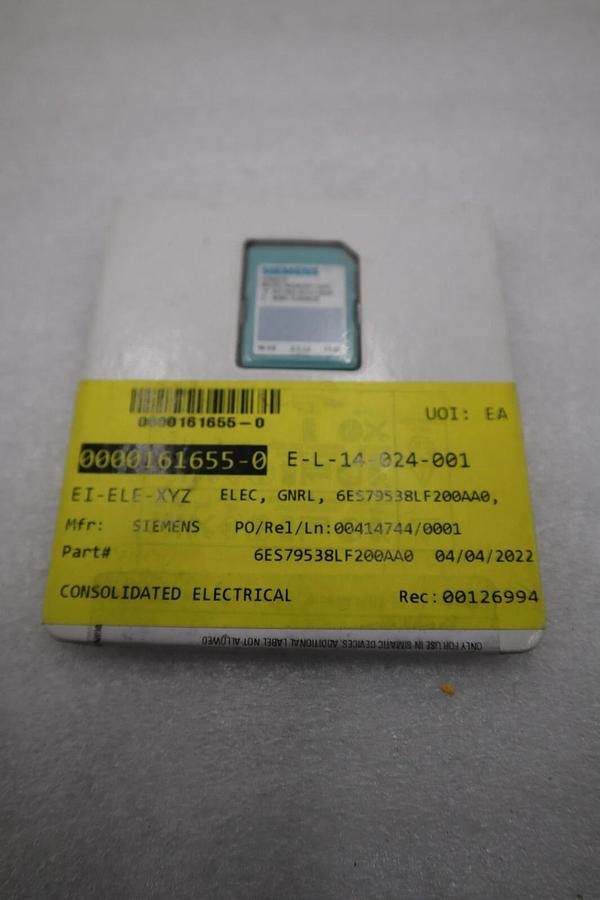 SIEMENS
0000161655-0
UOI: EA
0000161655-0 E-L-14-024-001
EI-ELE-XYZ ELEC, GNRL, 6ES79538LF200AA0,
Mfr: SIEMENS PO/Rel/Ln:00414744/0001
Part# 6ES79538LF200AA0 04/04/2022
CONSOLIDATED ELECTRICAL Rec:00126994
ONLY FOR USE IN SIMATIC DEVICES. ADDITIONAL LABEL NOT ALLOWED.